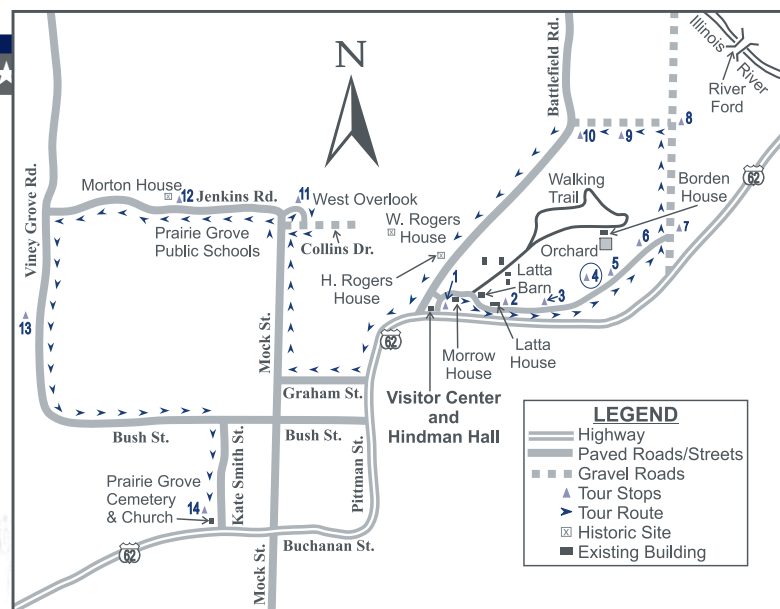 N
Battlefield Rd.
Illinois River
River
Ford
8
9
10
62
Borden
House
Walking
Trail
Orchard
7
6
5
4
3
2
1
Morton House
12
Jenkins Rd.
11
West Overlook
W. Rogers
House
Prairie Grove
Public Schools
Collins Dr.
H. Rogers
House
Latta
Barn
Viney Grove Rd.
13
62
Morrow
House
Latta
House
Mock St.
Graham St.
Visitor Center
and
Hindman Hall
Bush St.
Bush St.
Kate Smith St.
Pittman St.
Prairie Grove
Cemetery
& Church
14
62
Buchanan St.
Mock St.
LEGEND
Highway
Paved Roads/Streets
Gravel Roads
Tour Stops
Tour Route
Historic Site
Existing Building